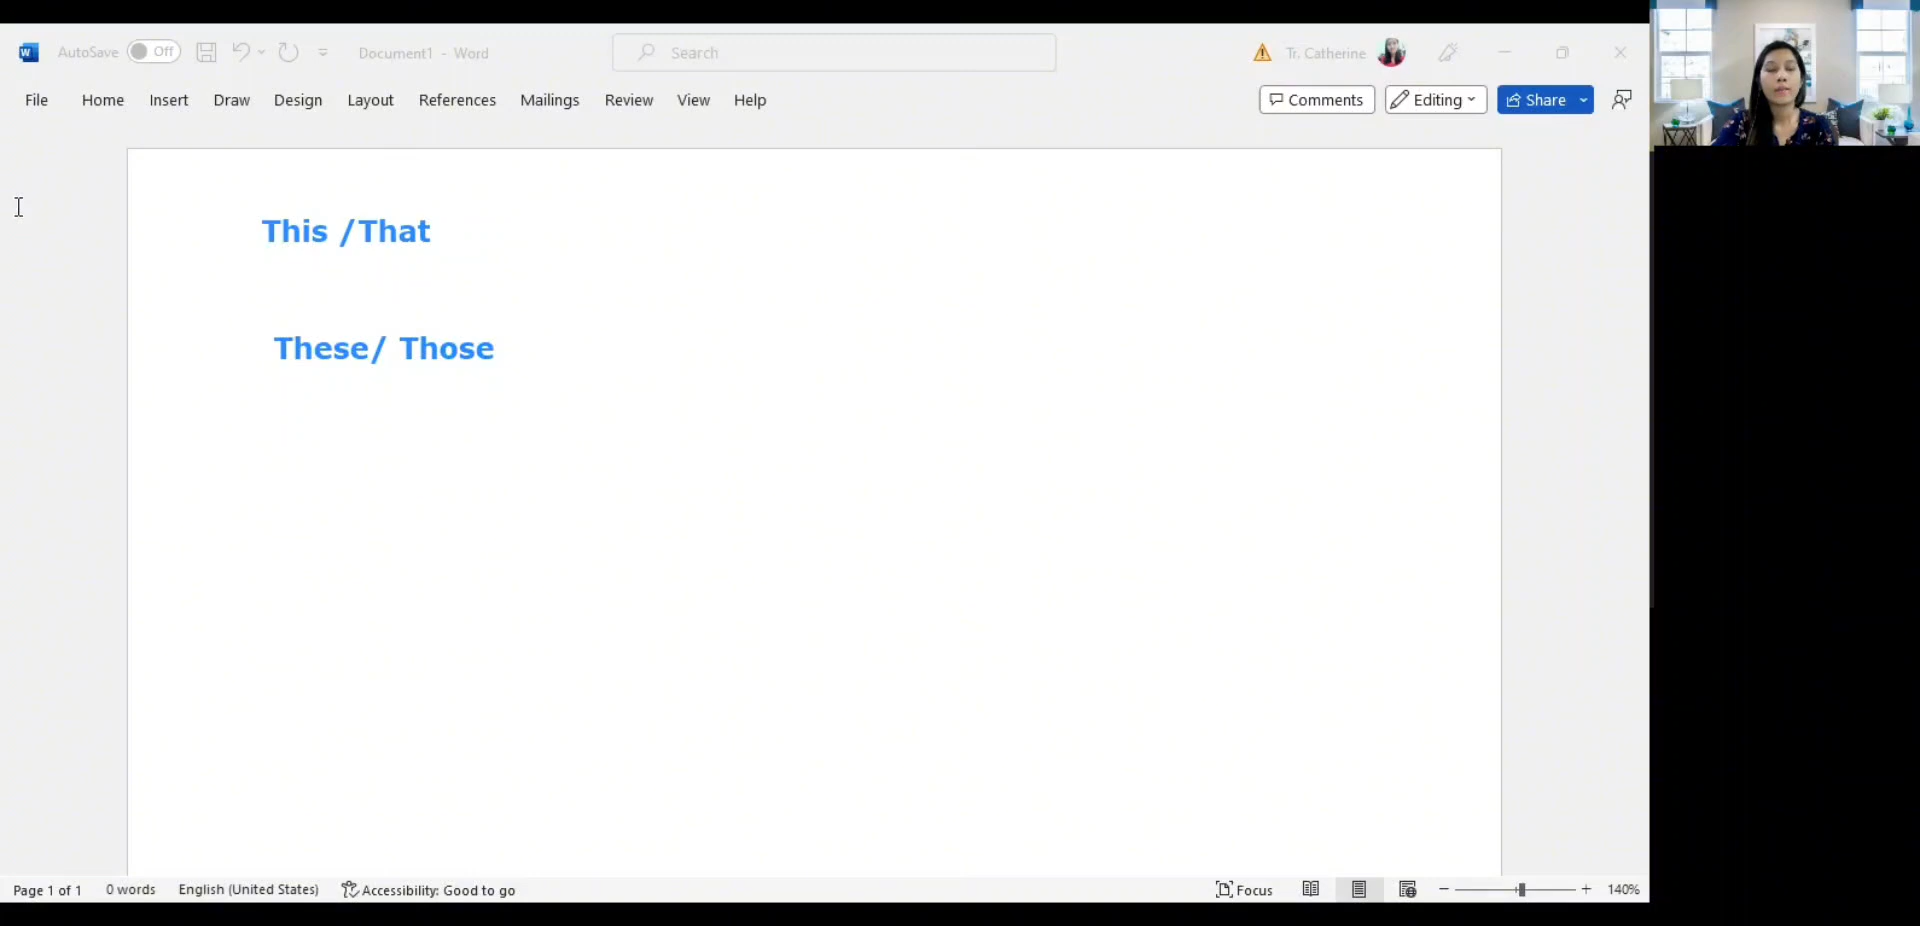 AutoSave Off Document1 - Word Search Tr. Catherine
File Home Insert Draw Design Layout References Mailings Review View Help Comments Editing Share
This /That
These/ Those
Page 1 of 1 0 words English (United States) Accessibility: Good to go Focus 140%